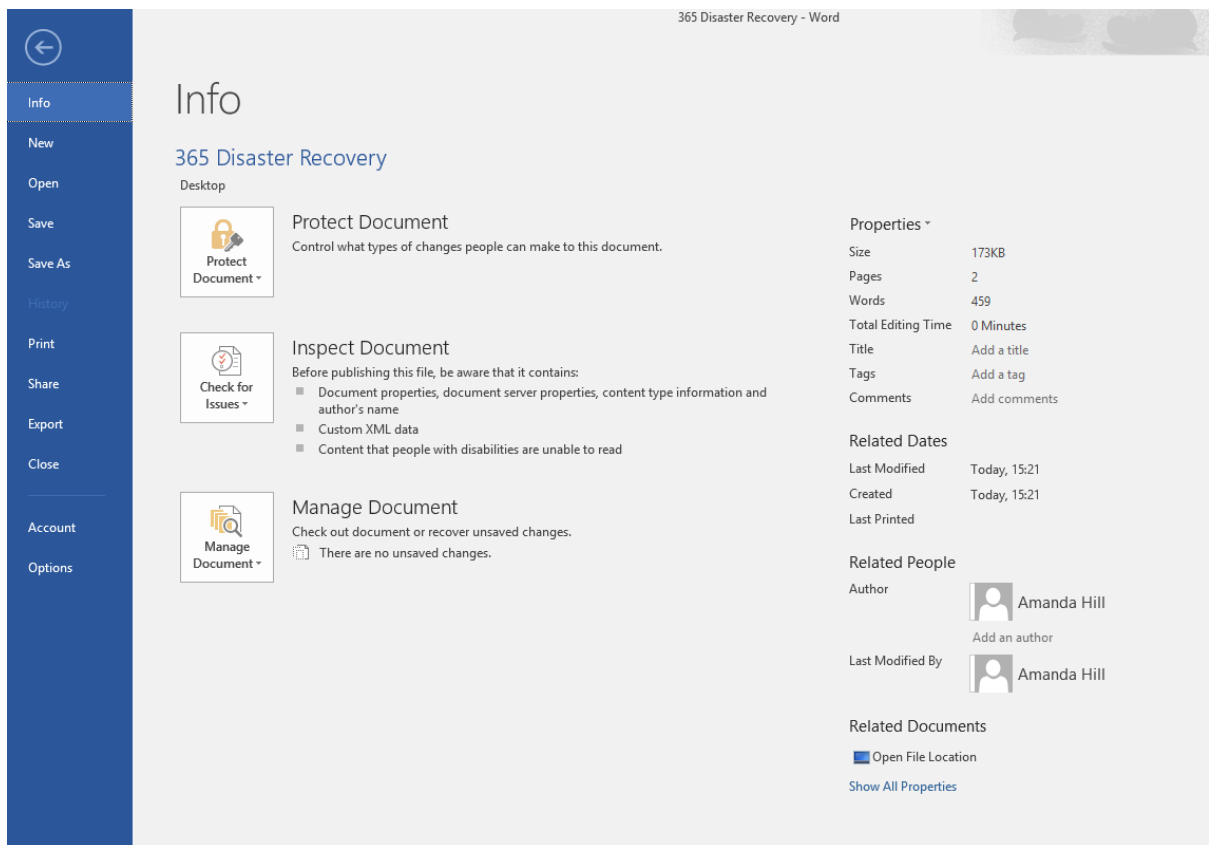 365 Disaster Recovery - Word
Info
New
Open
Save
Save As
History
Print
Share
Export
Close
Account
Options
Info
365 Disaster Recovery
Desktop
Protect
Document
Protect Document
Control what types of changes people can make to this document.
Check for
Issues
Inspect Document
Before publishing this file, be aware that it contains:
Document properties, document server properties, content type information and
author's name
Custom XML data
Content that people with disabilities are unable to read
Manage
Document
Manage Document
Check out document or recover unsaved changes.
There are no unsaved changes.
Properties
Size 173KB
Pages 2
Words 459
Total Editing Time 0 Minutes
Title Add a title
Tags Add a tag
Comments Add comments
Related Dates
Last Modified Today, 15:21
Created Today, 15:21
Last Printed
Related People
Author Amanda Hill
Add an author
Last Modified By Amanda Hill
Related Documents
Open File Location
Show All Properties